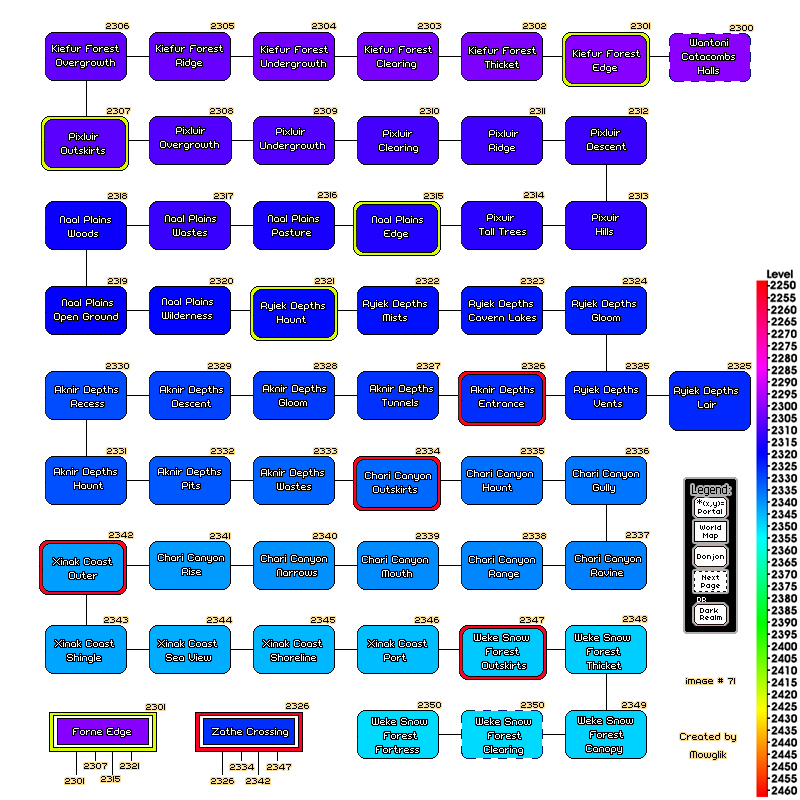 2306 2305 2304 2303 2302 2301 2300
Kiefur Forest Overgrowth
Kiefur Forest Ridge
Kiefur Forest Undergrowth
Kiefur Forest Clearing
Kiefur Forest Thicket
Kiefur Forest Edge
Wantoni Catacombs Halls
2307 2308 2309 2310 2311 2312
Pixluir Outskirts
Pixluir Overgrowth
Pixluir Undergrowth
Pixluir Clearing
Pixluir Ridge
Pixluir Descent
2318 2317 2316 2315 2314 2313
Naal Plains Woods
Naal Plains Wastes
Naal Plains Pasture
Naal Plains Edge
Pixuir Tall Trees
Pixuir Hills
2319 2320 2321 2322 2323 2324
Naal Plains Open Ground
Naal Plains Wilderness
Ryiek Depths Haunt
Ryiek Depths Mists
Ryiek Depths Cavern Lakes
Ryiek Depths Gloom
2330 2329 2328 2327 2326 2325 2325
Aknir Depths Recess
Aknir Depths Descent
Aknir Depths Gloom
Aknir Depths Tunnels
Aknir Depths Entrance
Ryiek Depths Vents
Ryiek Depths Lair
2331 2332 2333 2334 2335 2336
Aknir Depths Haunt
Aknir Depths Pits
Aknir Depths Wastes
Chari Canyon Outskirts
Chari Canyon Haunt
Chari Canyon Gully
2342 2341 2340 2339 2338 2337
Xinak Coast Outer
Chari Canyon Rise
Chari Canyon Narrows
Chari Canyon Mouth
Chari Canyon Range
Chari Canyon Ravine
2343 2344 2345 2346 2347 2348
Xinak Coast Shingle
Xinak Coast Sea View
Xinak Coast Shoreline
Xinak Coast Port
Weke Snow Forest Outskirts
Weke Snow Forest Thicket
2350 2350 2349
Weke Snow Forest Fortress
Weke Snow Forest Clearing
Weke Snow Forest Canopy
2301
Forne Edge
2301 2307 2315 2321
2326
Zathe Crossing
2326 2334 2342 2347
Level
2250
2255
2260
2265
2270
2275
2280
2285
2290
2295
2300
2305
2310
2315
2320
2325
2330
2335
2340
2345
2350
2355
2360
2365
2370
2375
2380
2385
2390
2395
2400
2405
2410
2415
2420
2425
2430
2435
2440
2445
2450
2455
2460
Legend:
*(x,y)=
Portal
World
Map
Donjon
Next
Page
OR
Dark
Realm
image # 71
Created by
Mowglik